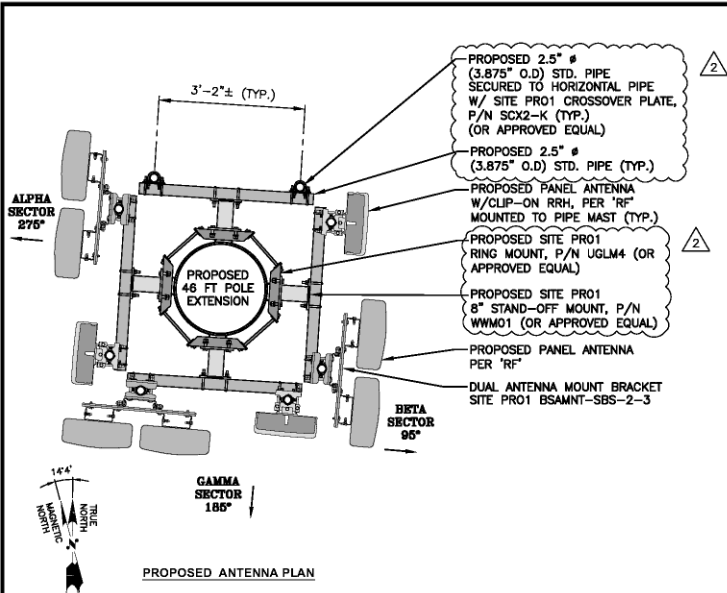 PROPOSED 2.5" ø
(3.875" O.D) STD. PIPE
SECURED TO HORIZONTAL PIPE
W/ SITE PRO1 CROSSOVER PLATE,
P/N SCX2-K (TYP.)
(OR APPROVED EQUAL)
2
3'-2"± (TYP.)
PROPOSED 2.5" ø
(3.875" O.D) STD. PIPE (TYP.)
PROPOSED PANEL ANTENNA
W/CLIP-ON RRH, PER 'RF'
MOUNTED TO PIPE MAST (TYP.)
ALPHA
SECTOR
275°
PROPOSED SITE PRO1
RING MOUNT, P/N UGLM4 (OR
APPROVED EQUAL)
2
PROPOSED
46 FT POLE
EXTENSION
PROPOSED SITE PRO1
8" STAND-OFF MOUNT, P/N
WWM01 (OR APPROVED EQUAL)
PROPOSED PANEL ANTENNA
PER 'RF'
DUAL ANTENNA MOUNT BRACKET
SITE PRO1 BSAMNT-SBS-2-3
BETA
SECTOR
95°
GAMMA
SECTOR
185°
14'4'
TRUE
NORTH
MAGNETIC
NORTH
N
PROPOSED ANTENNA PLAN